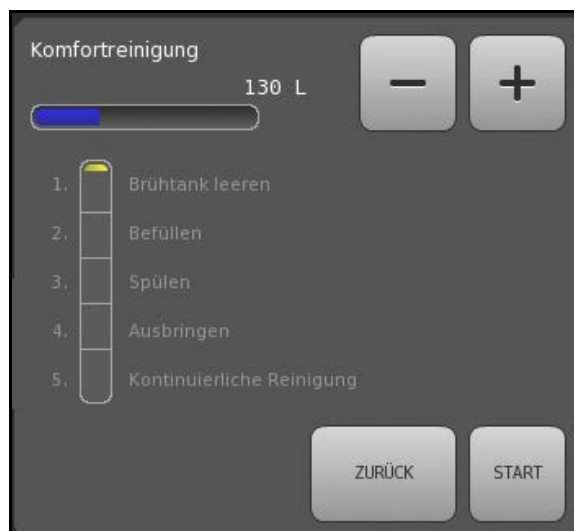 Komfortreinigung
130 L
− +
1. Brühtank leeren
2. Befüllen
3. Spülen
4. Ausbringen
5. Kontinuierliche Reinigung
ZURÜCK START